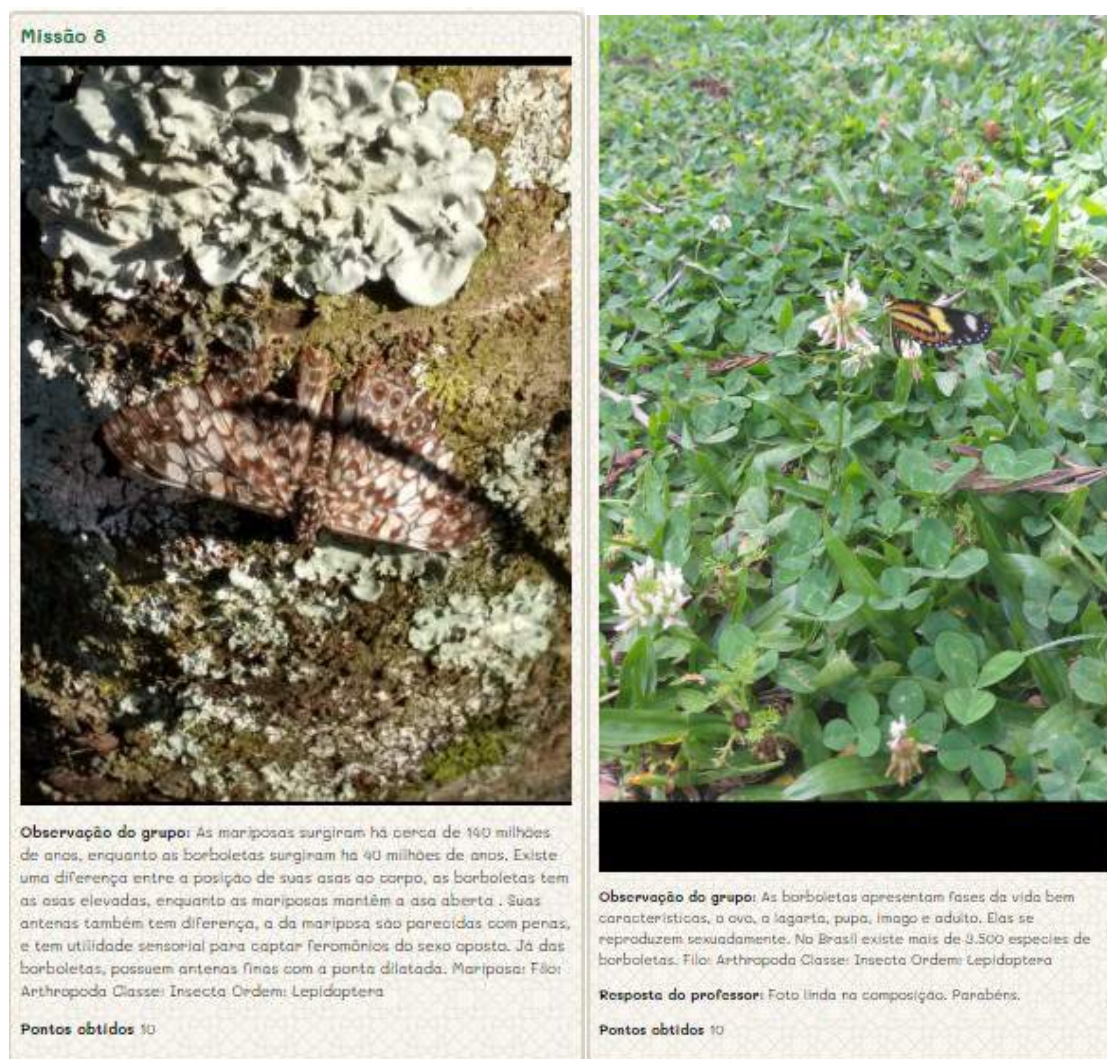 Missão 8
Observação do grupo: As mariposas surgiram há cerca de 140 milhões
de anos, enquanto as borboletas surgiram há 40 milhões de anos. Existe
uma diferença entre a posição de suas asas ao corpo, as borboletas tem
as asas elevadas, enquanto as mariposas mantêm a asa aberta . Suas
antenas também tem diferença, a da mariposa são parecidas com penas,
e tem utilidade sensorial para captar feromônios do sexo oposto. Já das
borboletas, possuem antenas finas com a ponta dilatada. Mariposa: Filo:
Arthropoda Classe: Insecta Ordem: Lepidoptera
Pontos obtidos 10
Observação do grupo: As borboletas apresentam fases da vida bem
características, o ovo, a lagarta, pupa, imago e adulto. Elas se
reproduzem sexuadamente. No Brasil existe mais de 3.500 especies de
borboletas. Filo: Arthropoda Classe: Insecta Ordem: Lepidoptera
Resposta do professor: Foto linda na composição. Parabéns.
Pontos obtidos 10